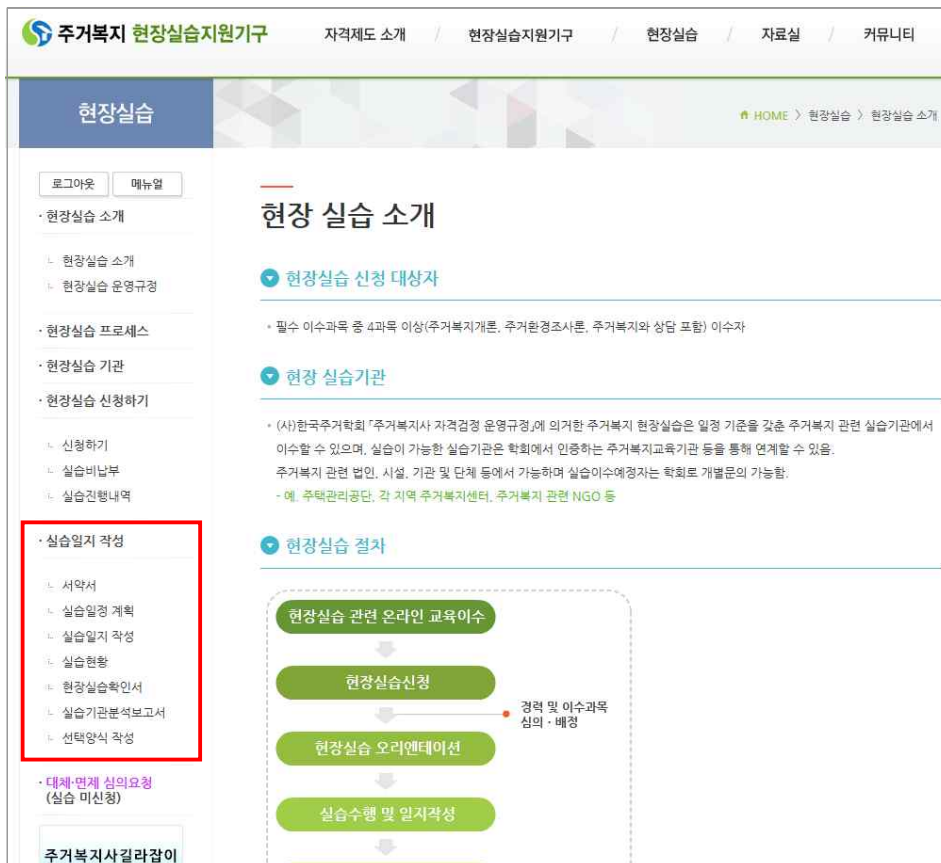 주거복지 현장실습지원기구
자격제도 소개 / 현장실습지원기구 / 현장실습 / 자료실 / 커뮤니티
현장실습
HOME 〉 현장실습 〉 현장실습 소개
로그아웃 메뉴얼
· 현장실습 소개
현장실습 소개
현장실습 운영규정
· 현장실습 프로세스
· 현장실습 기관
· 현장실습 신청하기
신청하기
실습비납부
실습진행내역
· 실습일지 작성
서약서
실습일정 계획
실습일지 작성
실습현황
현장실습확인서
실습기관분석보고서
선택양식 작성
· 대체·면제 심의요청
(실습 미신청)
주거복지사길라잡이
현장 실습 소개
현장실습 신청 대상자
필수 이수과목 중 4과목 이상(주거복지개론, 주거환경조사론, 주거복지와 상담 포함) 이수자
현장 실습기관
(사)한국주거학회 「주거복지사 자격검정 운영규정」에 의거한 주거복지 현장실습은 일정 기준을 갖춘 주거복지 관련 실습기관에서
이수할 수 있으며, 실습이 가능한 실습기관은 학회에서 인증하는 주거복지교육기관 등을 통해 연계할 수 있음.
주거복지 관련 법인, 시설, 기관 및 단체 등에서 가능하며 실습이수예정자는 학회로 개별문의 가능함.
- 예. 주택관리공단, 각 지역 주거복지센터, 주거복지 관련 NGO 등
현장실습 절차
현장실습 관련 온라인 교육이수
현장실습신청
경력 및 이수과목
심의 · 배정
현장실습 오리엔테이션
실습수행 및 일지작성